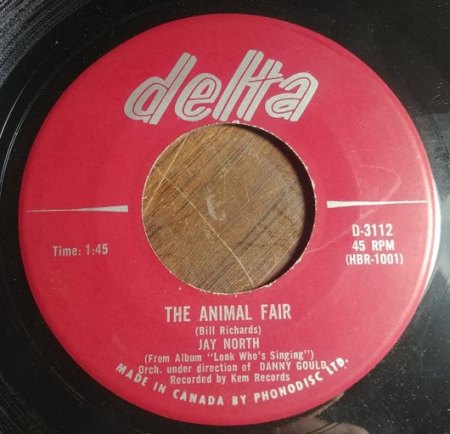 delta
Time: 1:45
D-3112
45 RPM
(HBR-1001)
THE ANIMAL FAIR
(Bill Richards)
JAY NORTH
(From Album "Look Who's Singing")
Orch. under direction of DANNY GOULD
Recorded by Kem Records
MADE IN CANADA BY PHONODISC LTD.